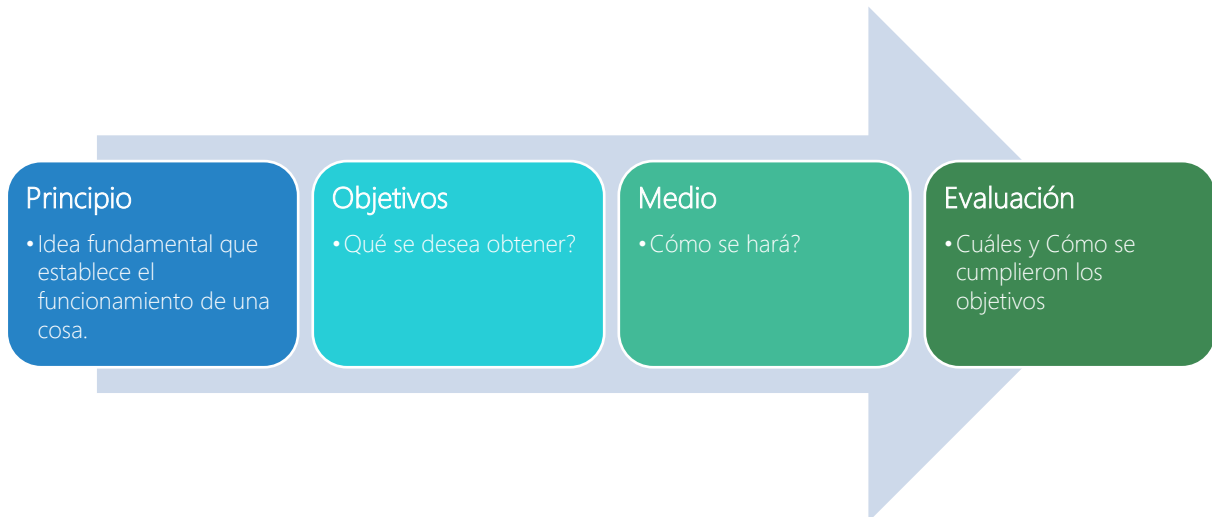 Principio
•Idea fundamental que
establece el
funcionamiento de una
cosa.
Objetivos
•Qué se desea obtener?
Medio
•Cómo se hará?
Evaluación
•Cuáles y Cómo se
cumplieron los
objetivos